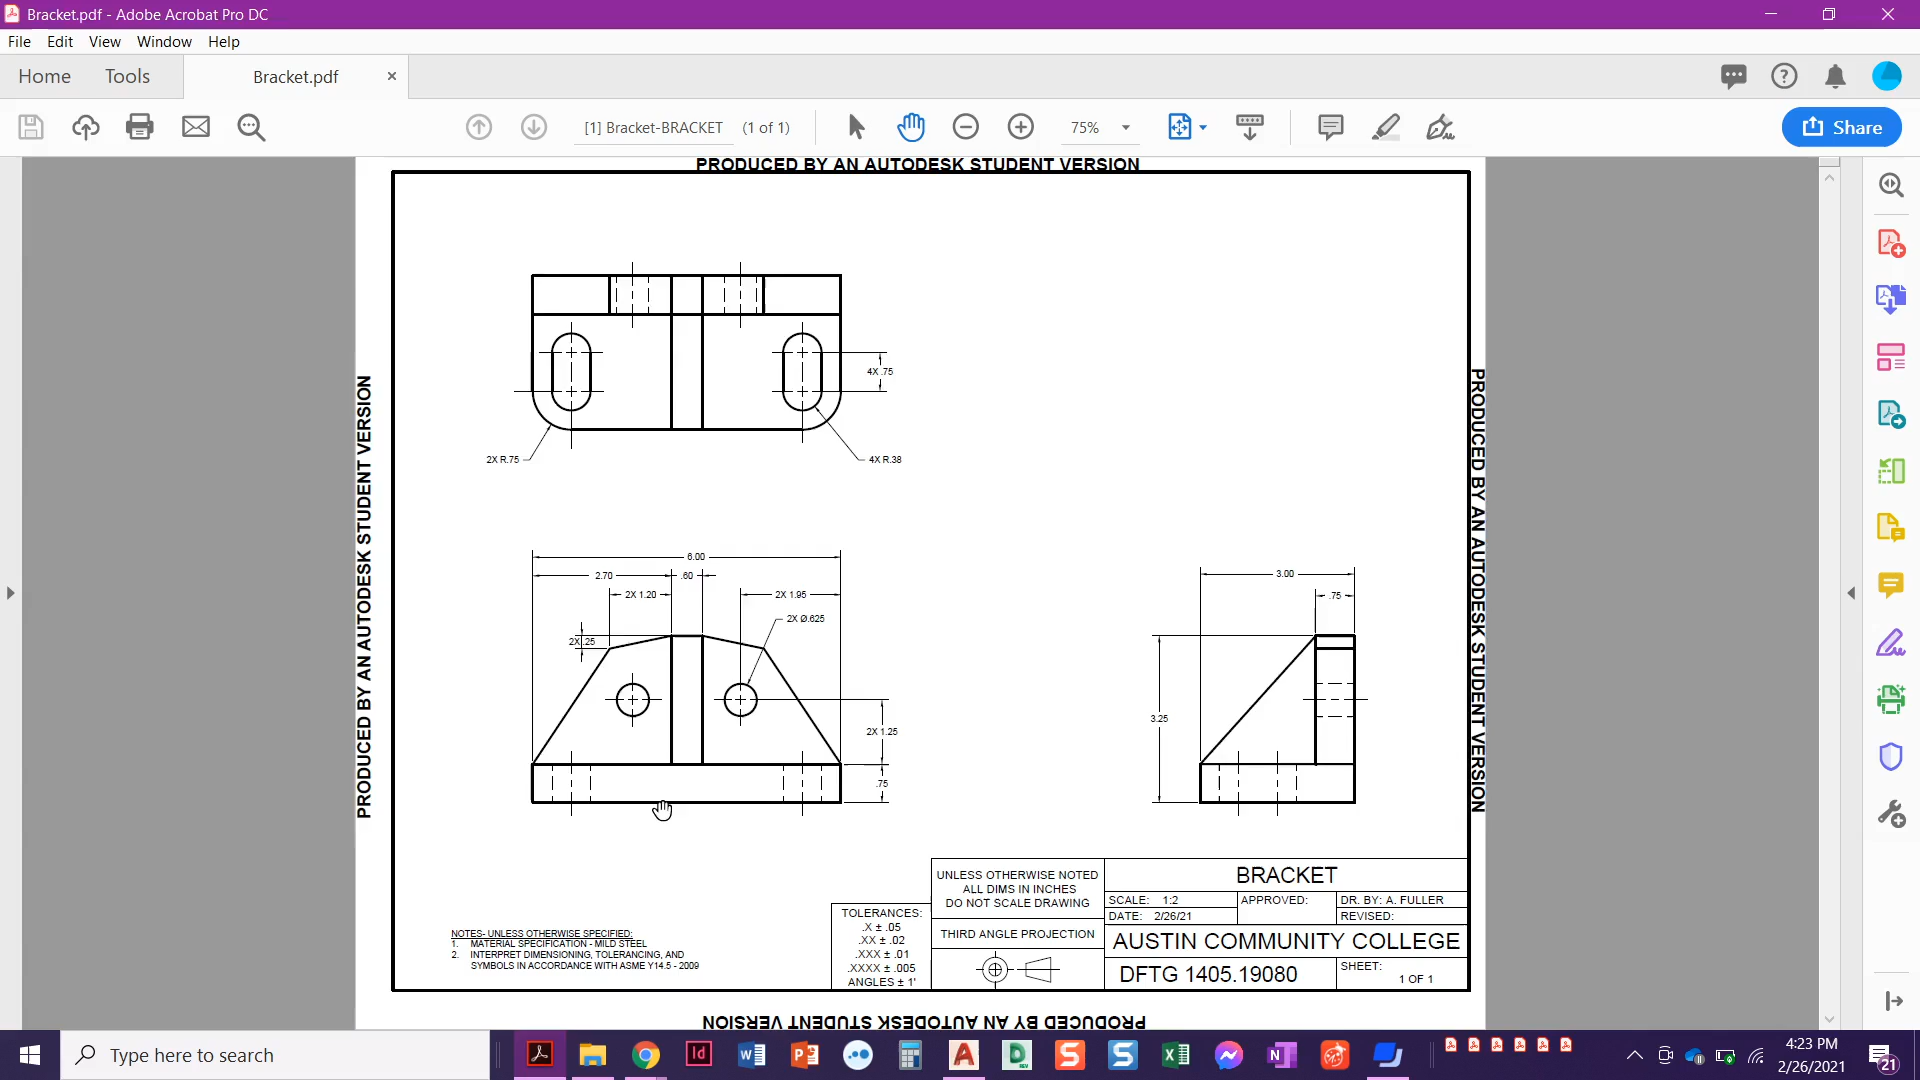 Bracket.pdf - Adobe Acrobat Pro DC
File Edit View Window Help
Home Tools Bracket.pdf ×
[1] Bracket-BRACKET (1 of 1) 75% Share
PRODUCED BY AN AUTODESK STUDENT VERSION
PRODUCED BY AN AUTODESK STUDENT VERSION
PRODUCED BY AN AUTODESK STUDENT VERSION
4X .75
2X R.75
4X R.38
6.00
2.70 .60
2X 1.20 2X 1.95
2X Ø.625
2X .25
2X 1.25
.75
3.00
.75
3.25
NOTES- UNLESS OTHERWISE SPECIFIED:
1. MATERIAL SPECIFICATION - MILD STEEL
2. INTERPRET DIMENSIONING, TOLERANCING, AND
SYMBOLS IN ACCORDANCE WITH ASME Y14.5 - 2009
TOLERANCES:
.X ± .05
.XX ± .02
.XXX ± .01
.XXXX ± .005
ANGLES ± 1'
UNLESS OTHERWISE NOTED
ALL DIMS IN INCHES
DO NOT SCALE DRAWING
THIRD ANGLE PROJECTION
BRACKET
SCALE: 1:2 APPROVED: DR. BY: A. FULLER
DATE: 2/26/21 REVISED:
AUSTIN COMMUNITY COLLEGE
DFTG 1405.19080 SHEET:
1 OF 1
PRODUCED BY AN AUTODESK STUDENT VERSION
Type here to search
4:23 PM
2/26/2021
21